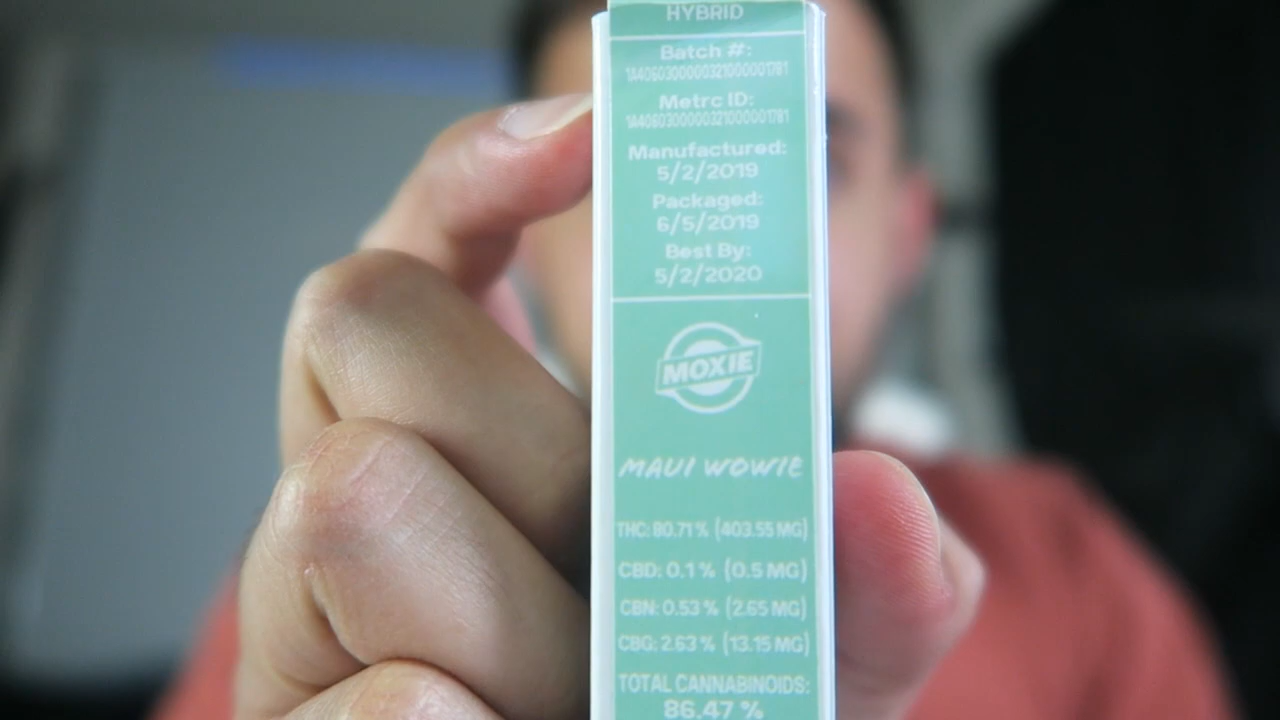 HYBRID
Batch #:
1A4060300000321000001781
Metrc ID:
1A4060300000321000001781
Manufactured:
5/2/2019
Packaged:
6/5/2019
Best By:
5/2/2020
MOXIE
MAUI WOWIE
THC: 80.71% (403.55 MG)
CBD: 0.1% (0.5 MG)
CBN: 0.53% (2.65 MG)
CBG: 2.63% (13.15 MG)
TOTAL CANNABINOIDS:
86.47 %